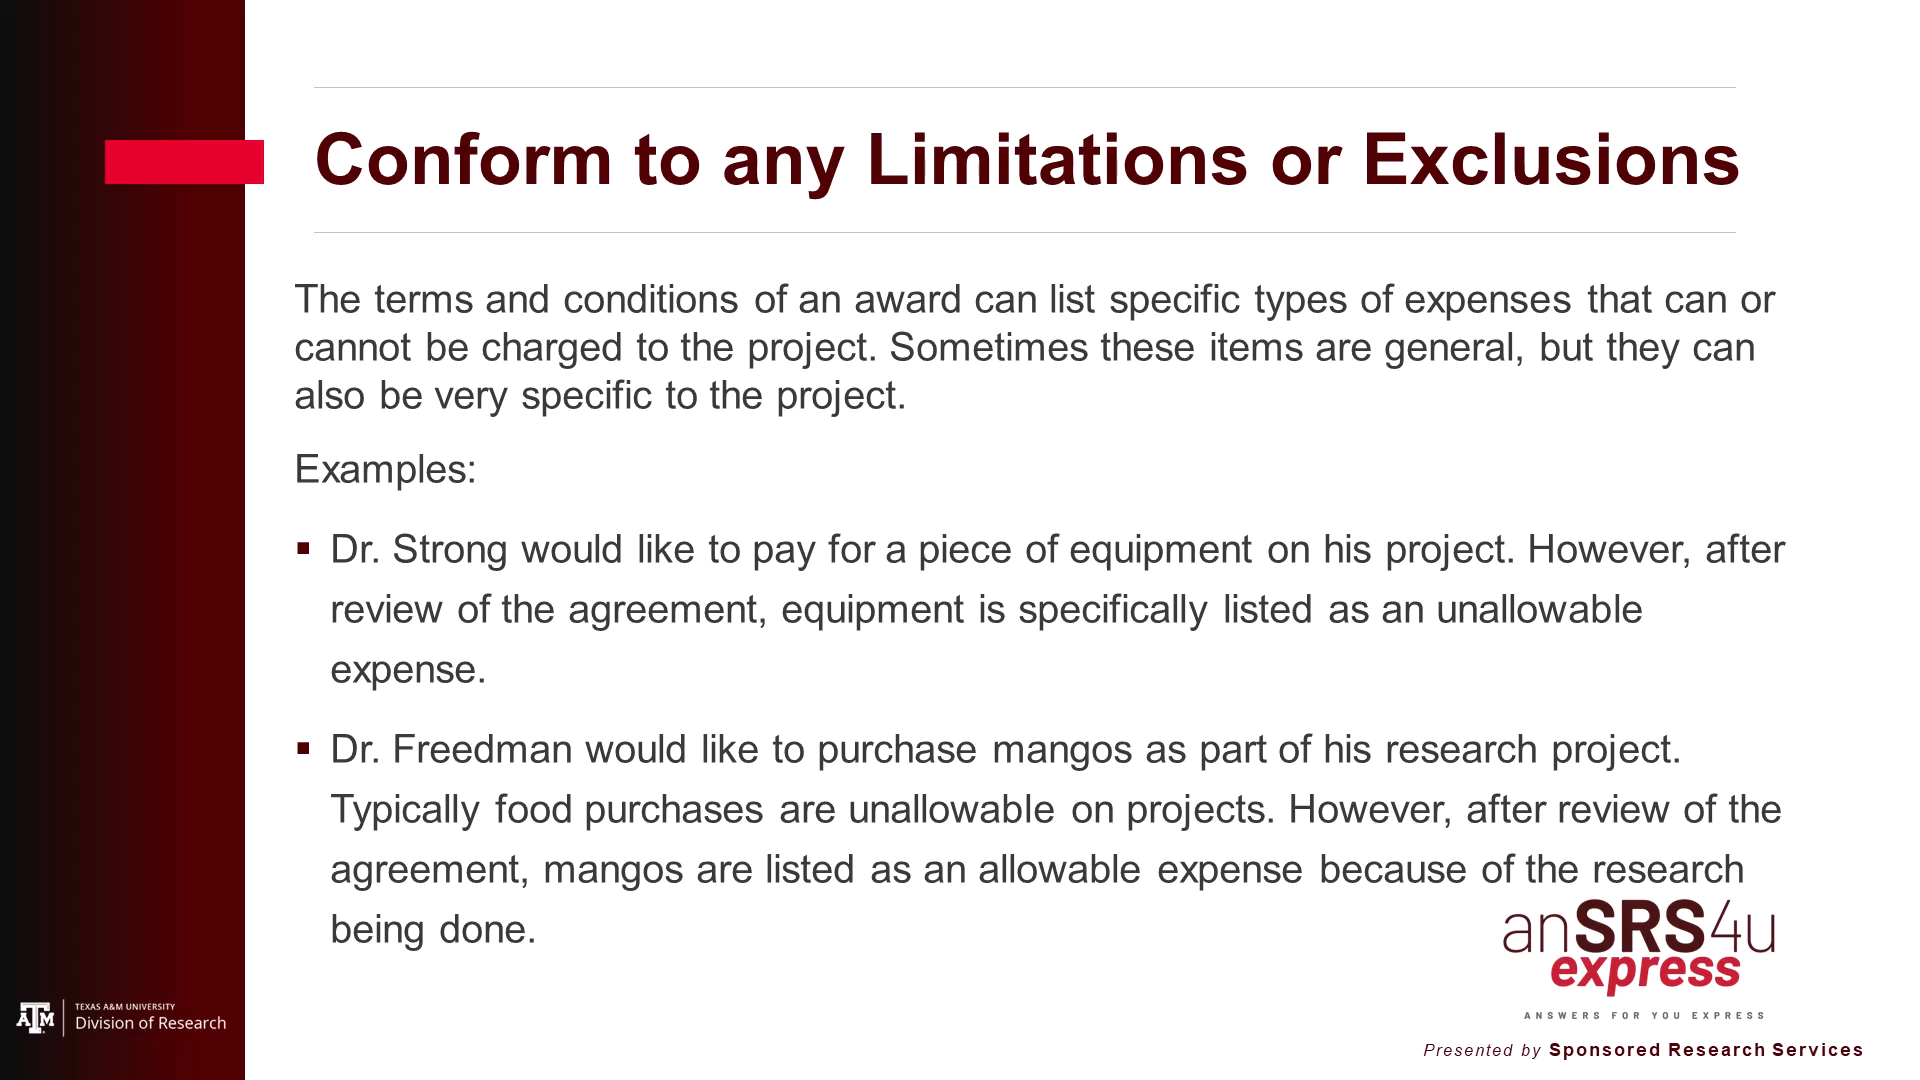 Conform to any Limitations or Exclusions
The terms and conditions of an award can list specific types of expenses that can or
cannot be charged to the project. Sometimes these items are general, but they can
also be very specific to the project.
Examples:
▪ Dr. Strong would like to pay for a piece of equipment on his project. However, after
review of the agreement, equipment is specifically listed as an unallowable
expense.
▪ Dr. Freedman would like to purchase mangos as part of his research project.
Typically food purchases are unallowable on projects. However, after review of the
agreement, mangos are listed as an allowable expense because of the research
being done.
anSRS4u
express
ANSWERS FOR YOU EXPRESS
Presented by Sponsored Research Services
ATM
TEXAS A&M UNIVERSITY
Division of Research